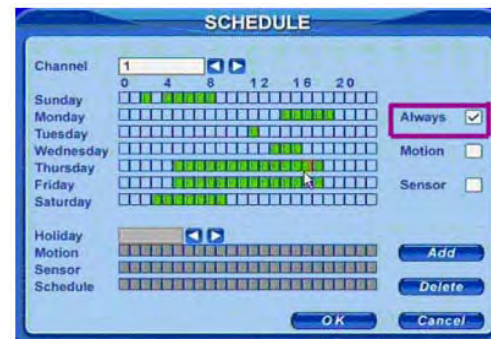 SCHEDULE
Channel 1
0 4 8 12 16 20
Sunday
Monday
Tuesday
Wednesday
Thursday
Friday
Saturday
Always
Motion
Sensor
Holiday
Motion
Sensor
Schedule
Add
Delete
OK Cancel